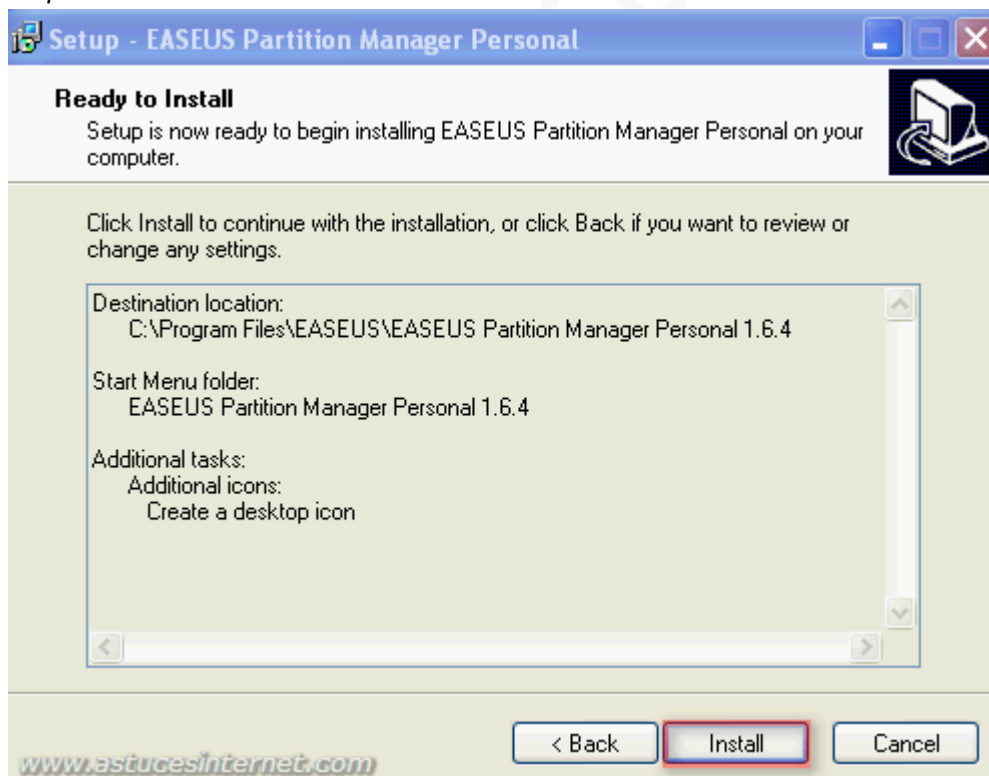 Setup - EASEUS Partition Manager Personal
Ready to Install
Setup is now ready to begin installing EASEUS Partition Manager Personal on your
computer.
Click Install to continue with the installation, or click Back if you want to review or
change any settings.
Destination location:
C:\Program Files\EASEUS\EASEUS Partition Manager Personal 1.6.4
Start Menu folder:
EASEUS Partition Manager Personal 1.6.4
Additional tasks:
Additional icons:
Create a desktop icon
< Back Install Cancel
www.astucesinternet.com